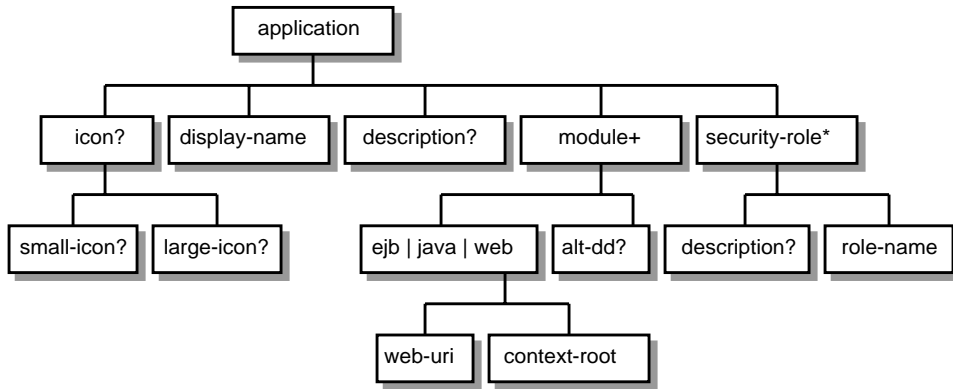 application
icon?
display-name
description?
module+
security-role*
small-icon?
large-icon?
ejb | java | web
alt-dd?
description?
role-name
web-uri
context-root